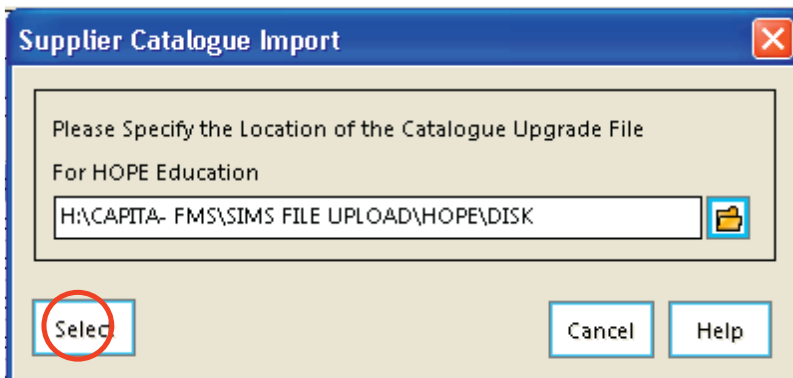 Supplier Catalogue Import
Please Specify the Location of the Catalogue Upgrade File
For HOPE Education
H:\CAPITA- FMS\SIMS FILE UPLOAD\HOPE\DISK
Select
Cancel
Help